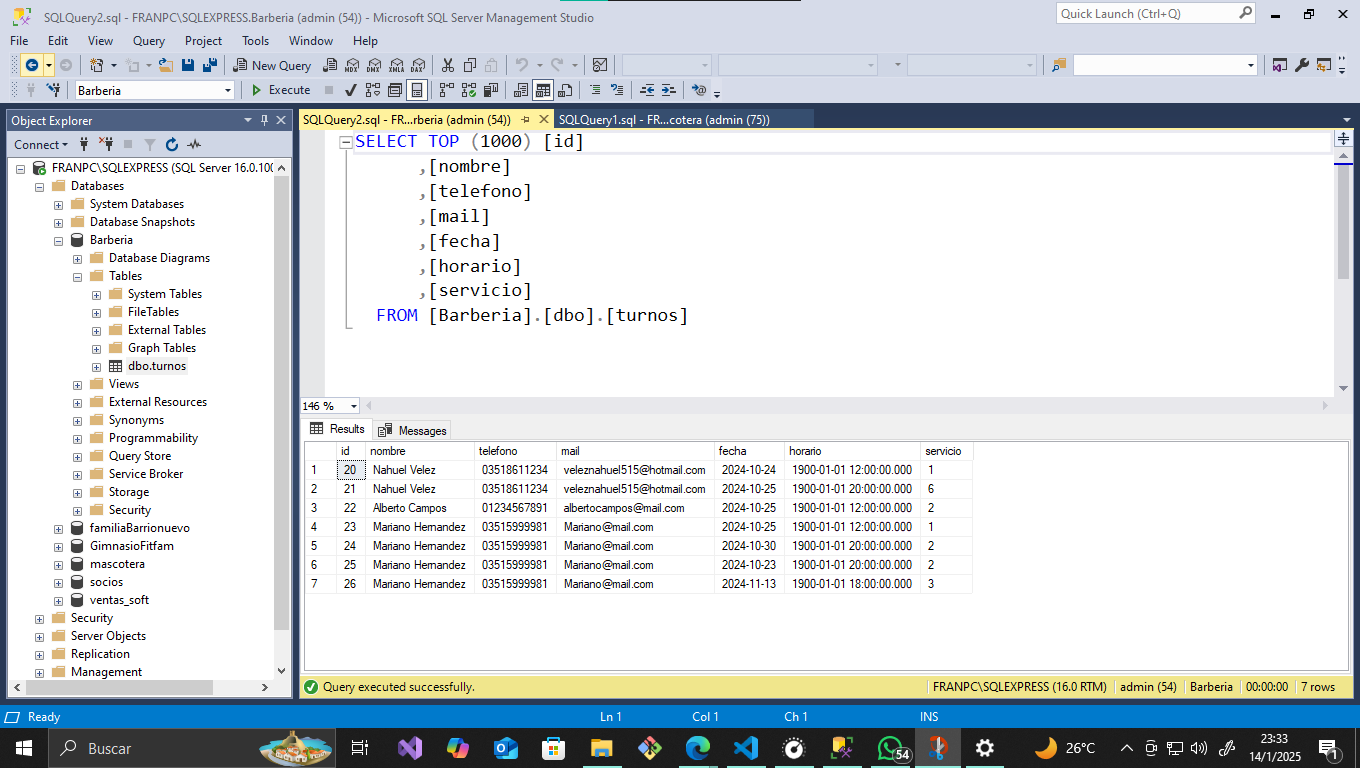 SQLQuery2.sql - FRANPC\SQLEXPRESS.Barberia (admin (54)) - Microsoft SQL Server Management Studio
Quick Launch (Ctrl+Q)
File Edit View Query Project Tools Window Help
New Query MDX DMX XMLA DAX
Barberia Execute
Object Explorer
Connect
FRANPC\SQLEXPRESS (SQL Server 16.0.100
Databases
System Databases
Database Snapshots
Barberia
Database Diagrams
Tables
System Tables
FileTables
External Tables
Graph Tables
dbo.turnos
Views
External Resources
Synonyms
Programmability
Query Store
Service Broker
Storage
Security
familiaBarrionuevo
GimnasioFitfam
mascotera
socios
ventas_soft
Security
Server Objects
Replication
Management
SQLQuery2.sql - FR...rberia (admin (54)) SQLQuery1.sql - FR...cotera (admin (75))
SELECT TOP (1000) [id]
,[nombre]
,[telefono]
,[mail]
,[fecha]
,[horario]
,[servicio]
FROM [Barberia].[dbo].[turnos]
146 %
Results Messages
id nombre telefono mail fecha horario servicio
1 20 Nahuel Velez 03518611234 veleznahuel515@hotmail.com 2024-10-24 1900-01-01 12:00:00.000 1
2 21 Nahuel Velez 03518611234 veleznahuel515@hotmail.com 2024-10-25 1900-01-01 20:00:00.000 6
3 22 Alberto Campos 01234567891 albertocampos@mail.com 2024-10-25 1900-01-01 12:00:00.000 2
4 23 Mariano Hernandez 03515999981 Mariano@mail.com 2024-10-25 1900-01-01 12:00:00.000 1
5 24 Mariano Hernandez 03515999981 Mariano@mail.com 2024-10-30 1900-01-01 20:00:00.000 2
6 25 Mariano Hernandez 03515999981 Mariano@mail.com 2024-10-23 1900-01-01 20:00:00.000 2
7 26 Mariano Hernandez 03515999981 Mariano@mail.com 2024-11-13 1900-01-01 18:00:00.000 3
Query executed successfully. FRANPC\SQLEXPRESS (16.0 RTM) admin (54) Barberia 00:00:00 7 rows
Ready Ln 1 Col 1 Ch 1 INS
Buscar 54 26°C 23:33
14/1/2025 1